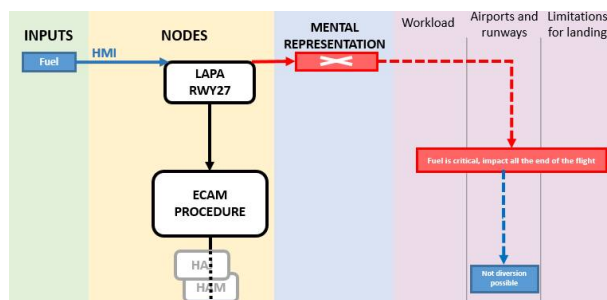 INPUTS
NODES
MENTAL
REPRESENTATION
Workload
Airports and
runways
Limitations
for landing
Fuel
HMI
LAPA
RWY27
Fuel is critical, impact all the end of the flight
ECAM
PROCEDURE
HAM
Not diversion
possible